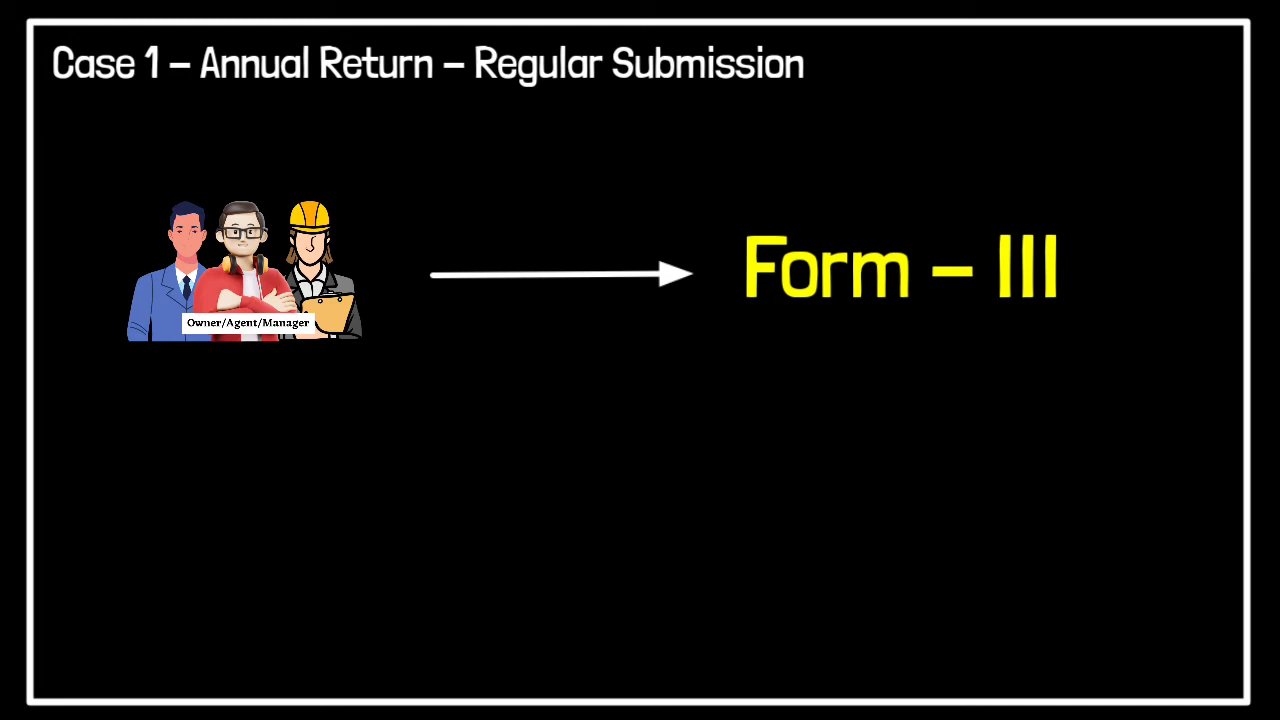 Case 1 – Annual Return – Regular Submission
Form – III
Owner/Agent/Manager